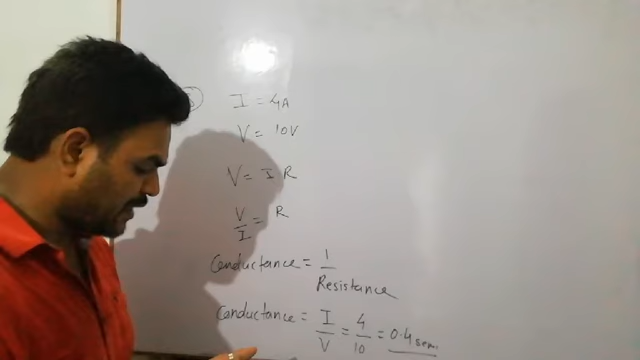 I = 4A
V = 10V
V = I R
V/I = R
Conductance = 1/Resistance
Conductance = I/V = 4/10 = 0.4